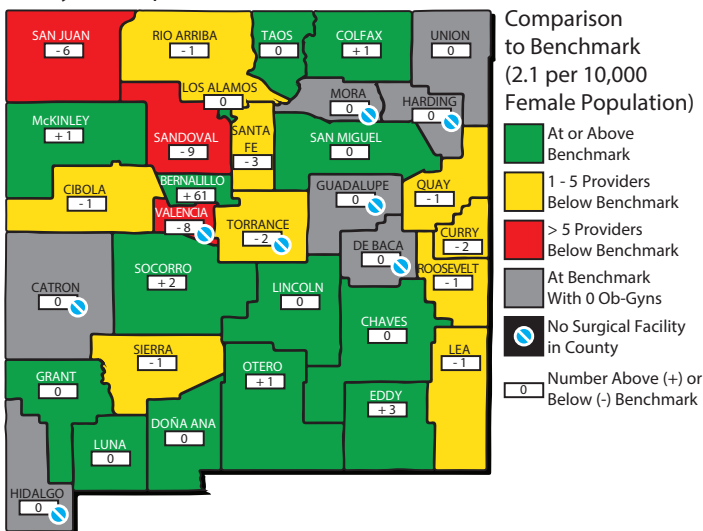 SAN JUAN
- 6
RIO ARRIBA
- 1
TAOS
0
COLFAX
+ 1
UNION
0
LOS ALAMOS
0
MORA
0
HARDING
0
McKINLEY
+ 1
SANDOVAL
- 9
SANTA
FE
- 3
SAN MIGUEL
0
CIBOLA
- 1
BERNALILLO
+ 61
GUADALUPE
0
QUAY
- 1
VALENCIA
- 8
TORRANCE
- 2
CURRY
- 2
DE BACA
0
ROOSEVELT
- 1
CATRON
0
SOCORRO
+ 2
LINCOLN
0
CHAVES
0
SIERRA
- 1
LEA
- 1
GRANT
0
OTERO
+ 1
EDDY
+ 3
DOÑA ANA
0
LUNA
0
HIDALGO
0
Comparison
to Benchmark
(2.1 per 10,000
Female Population)
At or Above
Benchmark
1 - 5 Providers
Below Benchmark
> 5 Providers
Below Benchmark
At Benchmark
With 0 Ob-Gyns
No Surgical Facility
in County
0
Number Above (+) or
Below (-) Benchmark